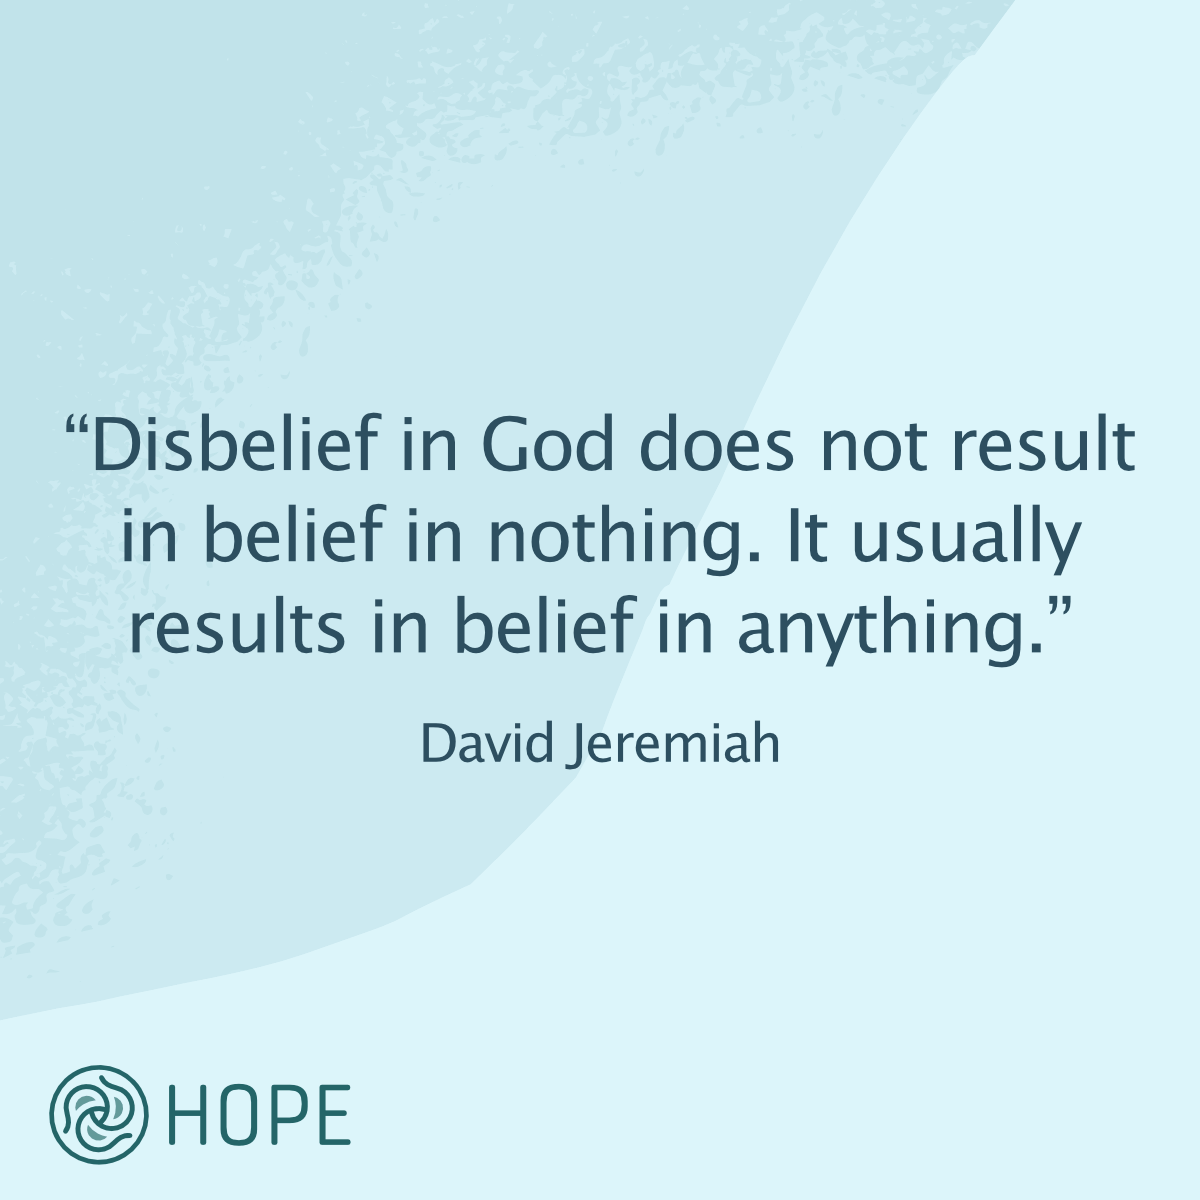 “Disbelief in God does not result
in belief in nothing. It usually
results in belief in anything.”
David Jeremiah
HOPE